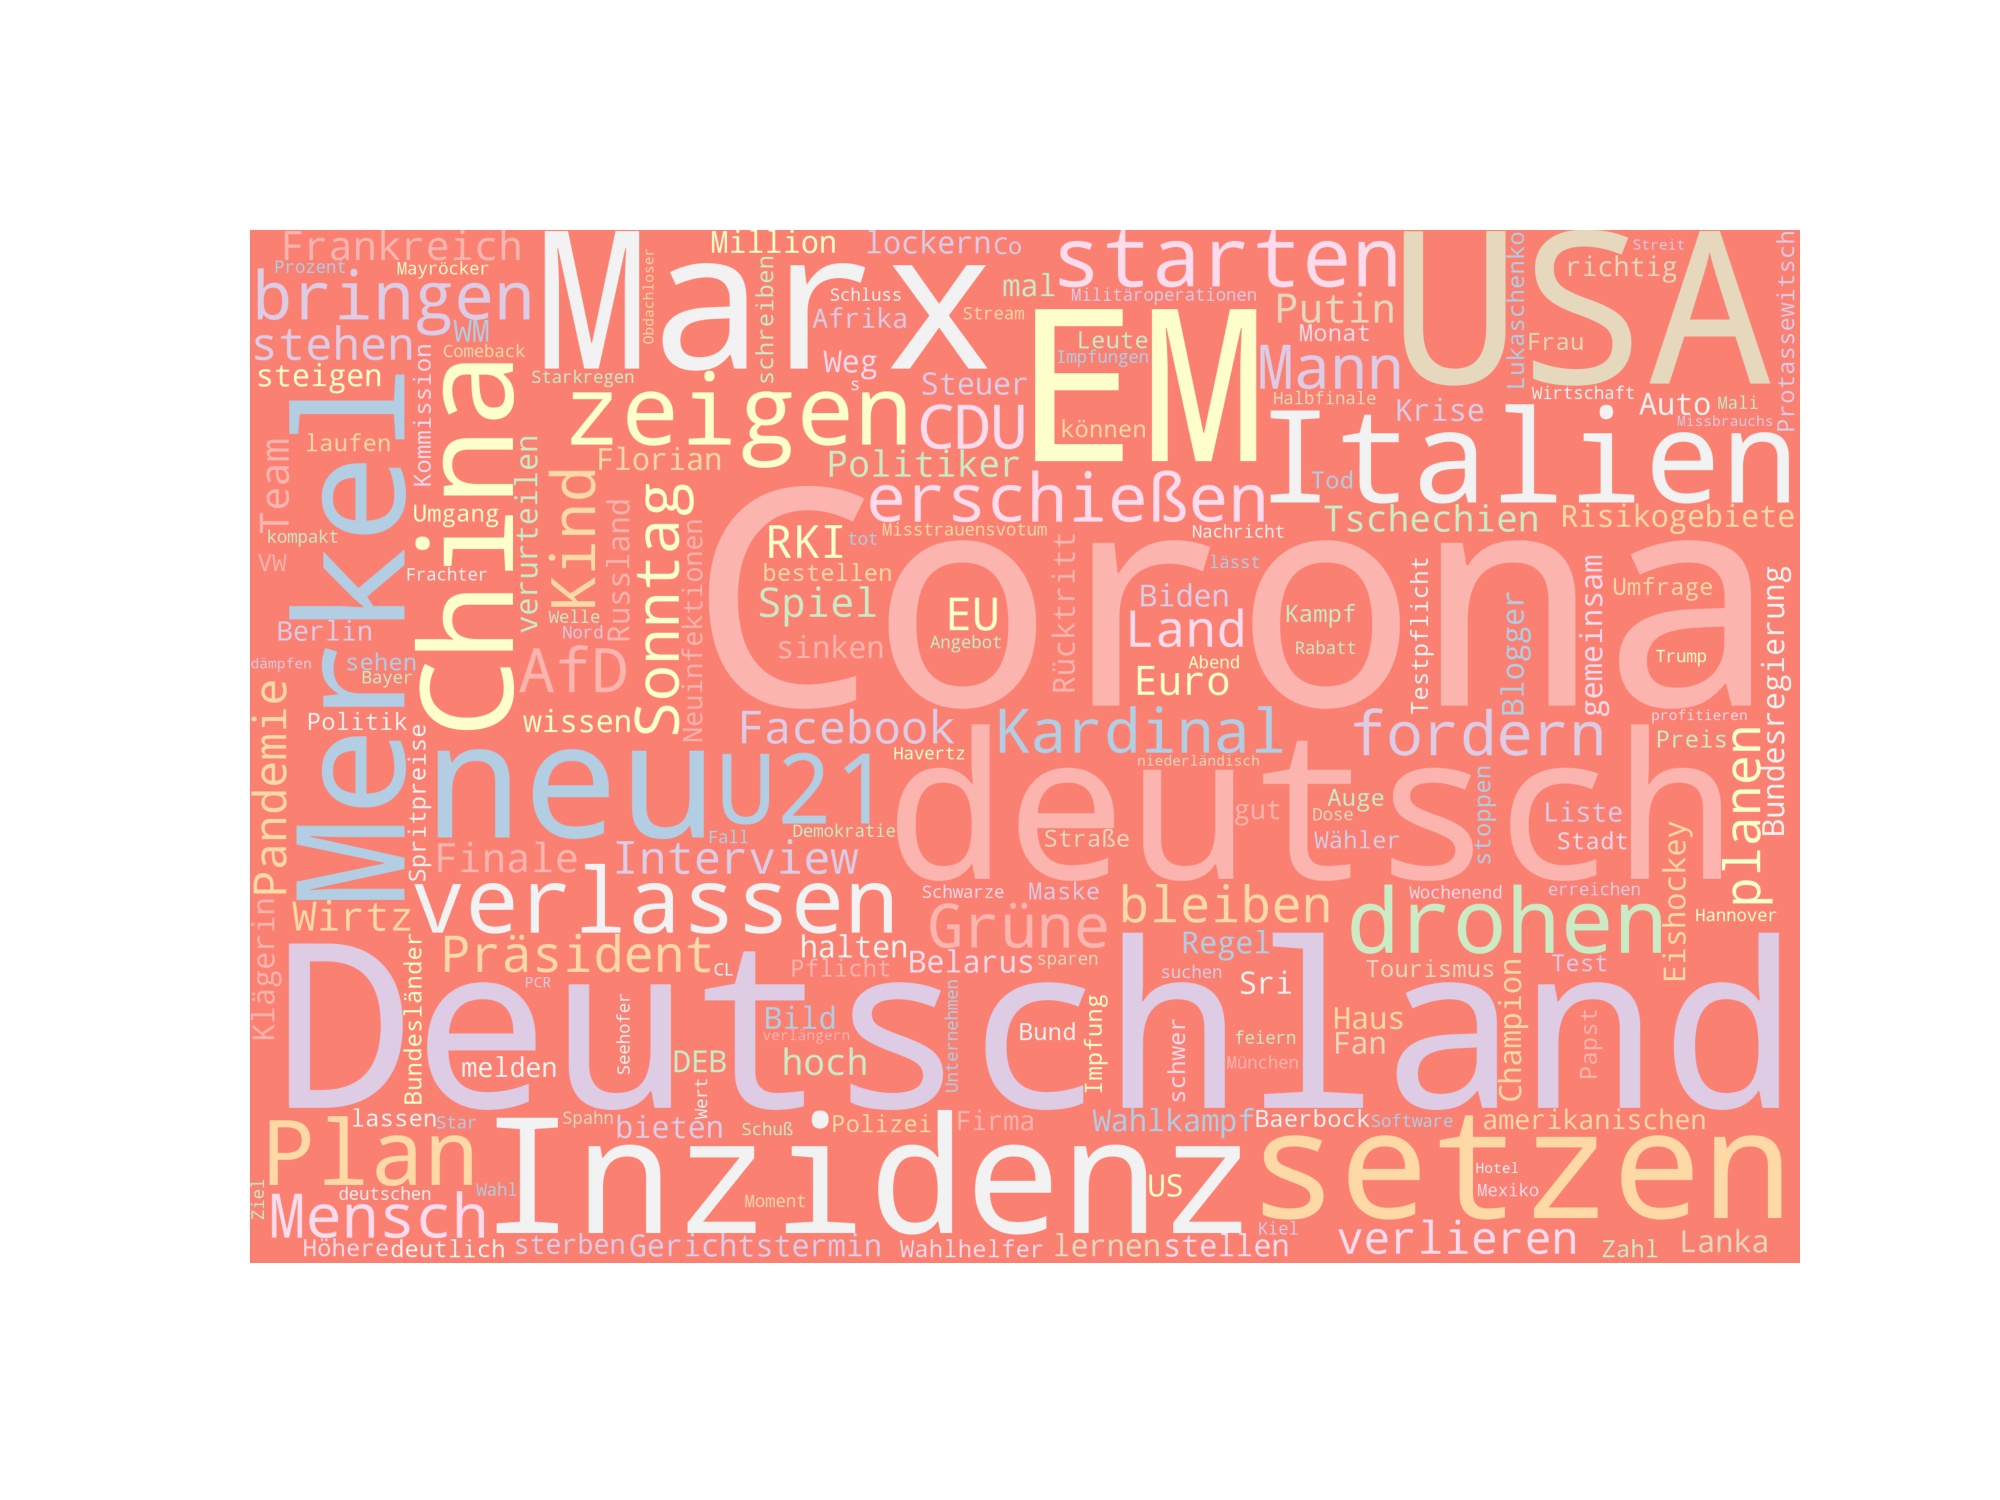 Frankreich
Marx
Million
lockern
Co
starten
USA
Streit
Prozent
Mayröcker
Obdachloser
schreiben
Schluss
mal
Militäroperationen
Lukaschenko
richtig
Protassewitsch
bringen
WM
Afrika
Stream
Putin
Monat
Frau
stehen
Comeback
Weg
EM
Leute
Impfungen
Mann
steigen
Kommission
China
Starkregen
zeigen
s
Steuer
Halbfinale
Krise
Wirtschaft
Auto
Mali
Missbrauchs
Merkel
laufen
CDU
können
Italien
Team
verurteilen
Florian
Politiker
Tod
Umgang
Kind
Sonntag
erschießen
Tschechien
Risikogebiete
kompakt
Russland
Neuinfektionen
RKI
tot
Misstrauensvotum
Nachricht
VW
Frachter
bestellen
Corona
Rücktritt
lässt
Testpflicht
gemeinsam
Umfrage
Bundesregierung
Welle
Spiel
EU
Biden
Kampf
Blogger
Berlin
Nord
sinken
Angebot
Land
Rabatt
Trump
dämpfen
sehen
Bayer
AfD
Abend
Euro
Pandemie
Politik
wissen
Facebook
Kardinal
fordern
profitieren
Preis
planen
Spritpreise
neu
U21
Havertz
niederländisch
deutsch
stoppen
Auge
Dose
gut
Liste
Finale
Interview
Fall
Demokratie
Straße
Wähler
Stadt
Eishockey
verlassen
Schwarze
Maske
bleiben
Wochenend
erreichen
drohen
Hannover
Klägerin
Wirtz
Grüne
Bundesländer
Präsident
CL
halten
Pflicht
Belarus
sparen
Regel
Tourismus
Test
Deutschland
PCR
suchen
Sri
Champion
Seehofer
Bild
verlängern
Unternehmen
Bund
Impfung
schwer
feiern
Haus
Fan
Papst
melden
DEB
hoch
München
Wert
lassen
Star
Spahn
bieten
Schuß
Polizei
Firma
Wahlkampf
Baerbock
Software
amerikanischen
Plan
Inzidenz
setzen
Ziel
deutschen
Wahl
Moment
US
Hotel
Mexiko
Mensch
Kiel
Höhere
deutlich
sterben
Gerichtstermin
Wahlhelfer
lernen
stellen
verlieren
Zahl
Lanka